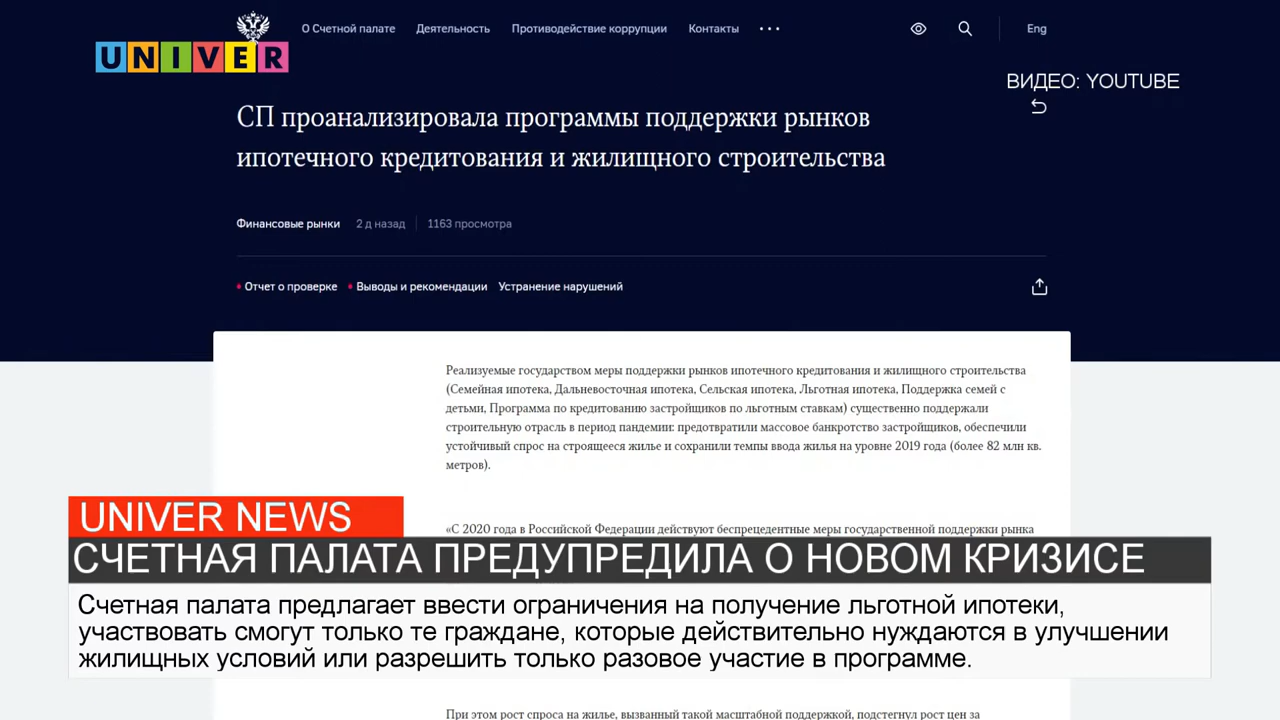 О Счетной палате Деятельность Противодействие коррупции Контакты ••• Eng
UNIVER
ВИДЕО: YOUTUBE
СП проанализировала программы поддержки рынков
ипотечного кредитования и жилищного строительства
Финансовые рынки 2 д назад 1163 просмотра
• Отчет о проверке • Выводы и рекомендации Устранение нарушений
Реализуемые государством меры поддержки рынков ипотечного кредитования и жилищного строительства
(Семейная ипотека, Дальневосточная ипотека, Сельская ипотека, Льготная ипотека, Поддержка семей с
детьми, Программа по кредитованию застройщиков по льготным ставкам) существенно поддержали
строительную отрасль в период пандемии: предотвратили массовое банкротство застройщиков, обеспечили
устойчивый спрос на строящееся жилье и сохранили темпы ввода жилья на уровне 2019 года (более 82 млн кв.
метров).
«С 2020 года в Российской Федерации действуют беспрецедентные меры государственной поддержки рынка
UNIVER NEWS
СЧЕТНАЯ ПАЛАТА ПРЕДУПРЕДИЛА О НОВОМ КРИЗИСЕ
Счетная палата предлагает ввести ограничения на получение льготной ипотеки,
участвовать смогут только те граждане, которые действительно нуждаются в улучшении
жилищных условий или разрешить только разовое участие в программе.
При этом рост спроса на жилье, вызванный такой масштабной поддержкой, подстегнул рост цен за